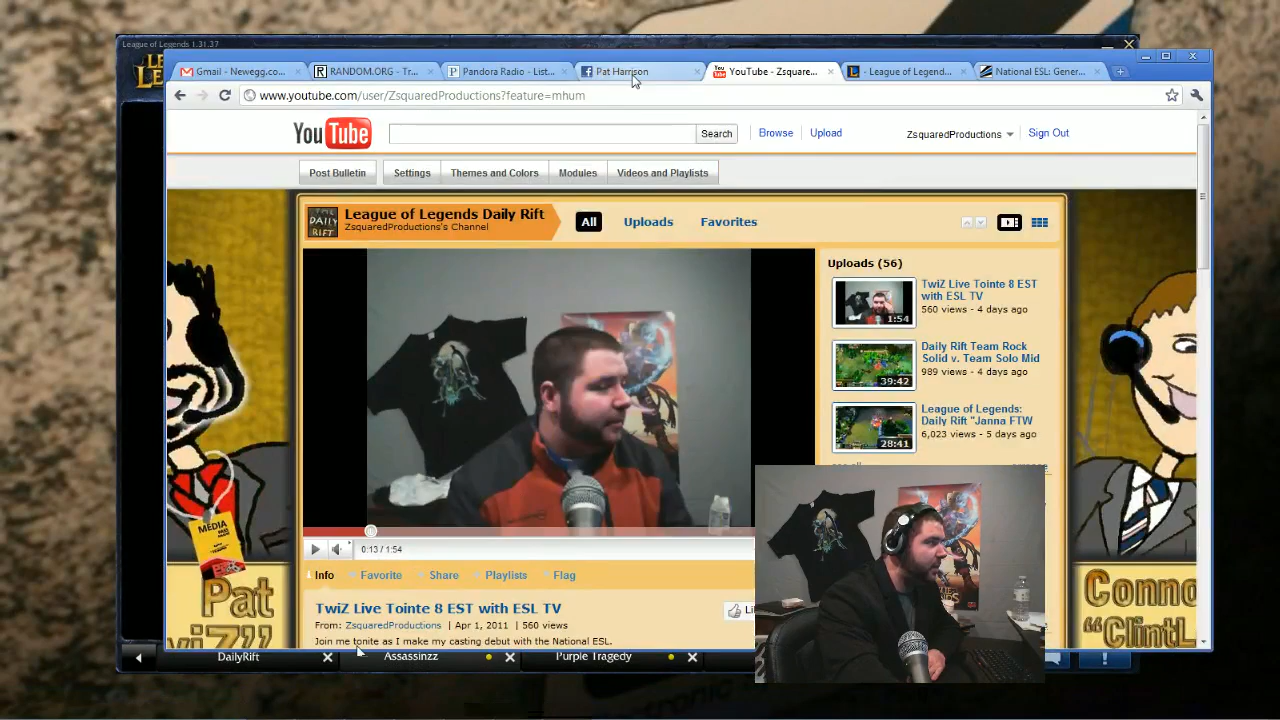 League of Legends 1.31.37
Gmail - Newegg.co...
RANDOM.ORG - Tr...
Pandora Radio - List...
Pat Harrison
YouTube - Zsquare...
- League of Legend...
National ESL: Gener...
www.youtube.com/user/ZsquaredProductions?feature=mhum
YouTube
Search
Browse
Upload
ZsquaredProductions
Sign Out
Post Bulletin
Settings
Themes and Colors
Modules
Videos and Playlists
THE DAILY RIFT
League of Legends Daily Rift
ZsquaredProductions's Channel
All
Uploads
Favorites
Uploads (56)
TwiZ Live Tointe 8 EST
with ESL TV
560 views - 4 days ago
1:54
Daily Rift Team Rock
Solid v. Team Solo Mid
989 views - 4 days ago
39:42
League of Legends:
Daily Rift "Janna FTW
6,023 views - 5 days ago
28:41
0:13 / 1:54
Info
Favorite
Share
Playlists
Flag
TwiZ Live Tointe 8 EST with ESL TV
Li
From: ZsquaredProductions | Apr 1, 2011 | 560 views
Join me tonite as I make my casting debut with the National ESL.
MEDIA
Pat
Connor
"ClintL
DailyRift
Assassinzz
Purple Tragedy